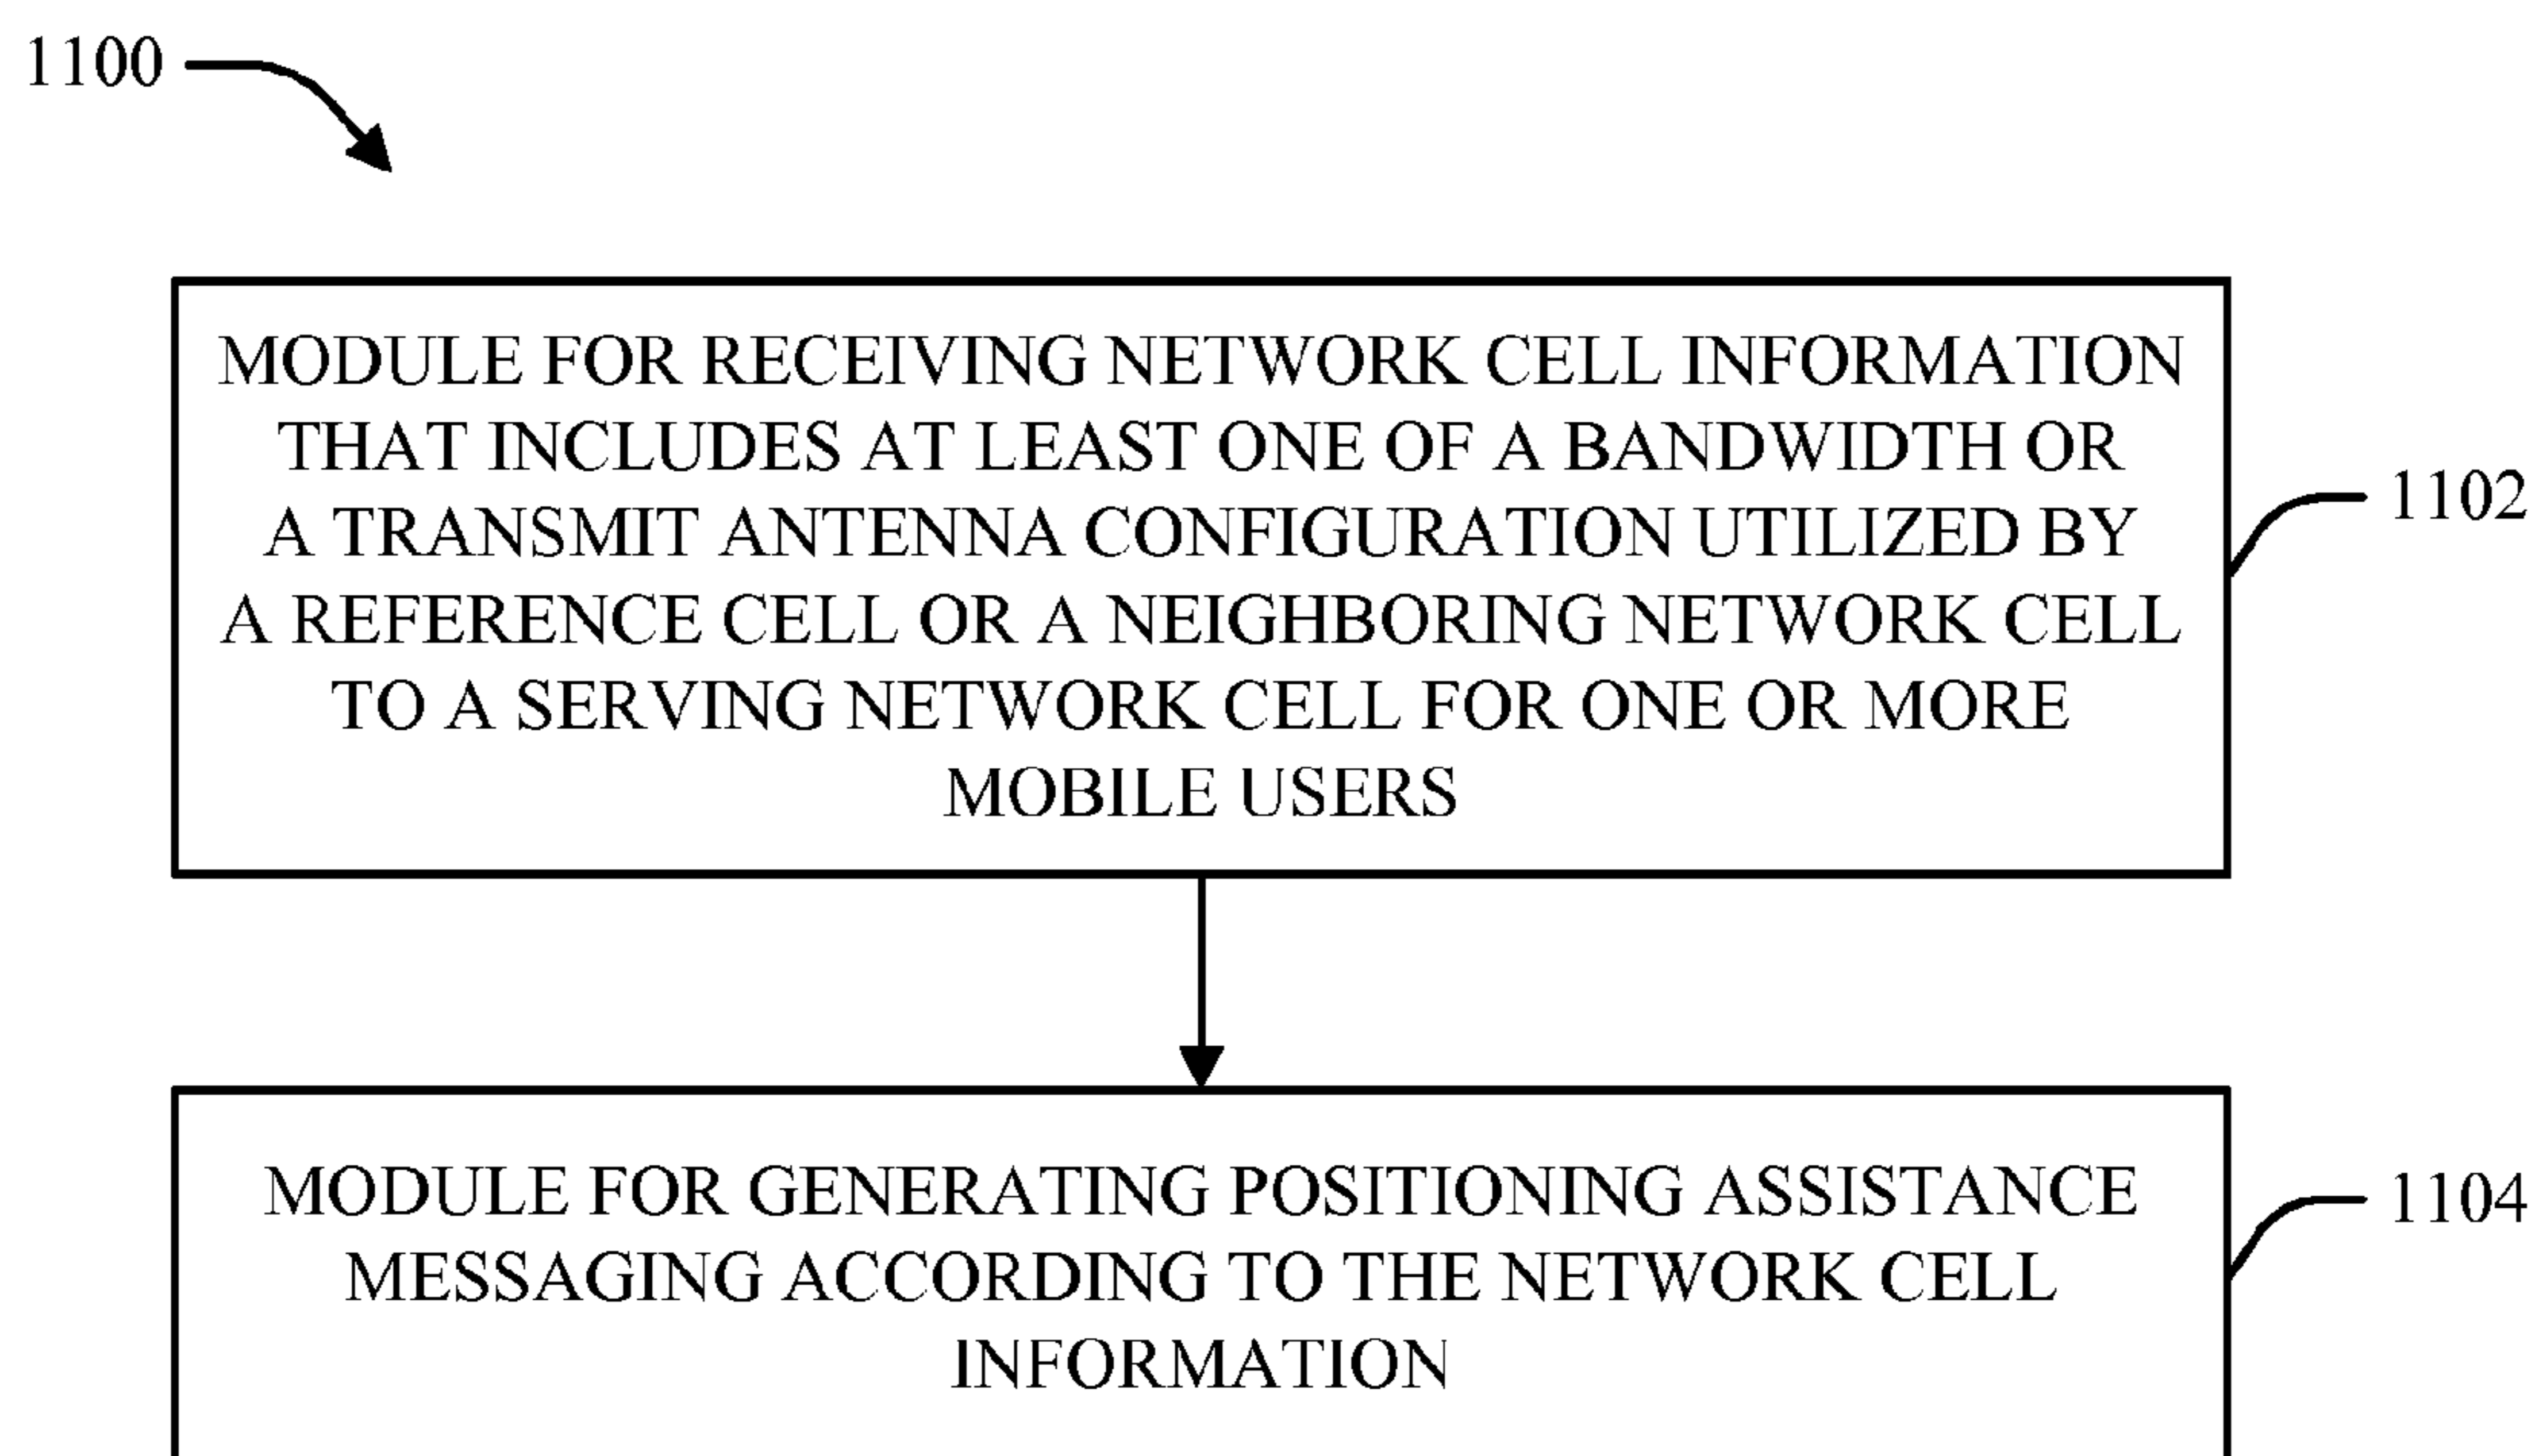 1100
MODULE FOR RECEIVING NETWORK CELL INFORMATION
THAT INCLUDES AT LEAST ONE OF A BANDWIDTH OR
A TRANSMIT ANTENNA CONFIGURATION UTILIZED BY
A REFERENCE CELL OR A NEIGHBORING NETWORK CELL
TO A SERVING NETWORK CELL FOR ONE OR MORE
MOBILE USERS
1102
MODULE FOR GENERATING POSITIONING ASSISTANCE
MESSAGING ACCORDING TO THE NETWORK CELL
INFORMATION
1104